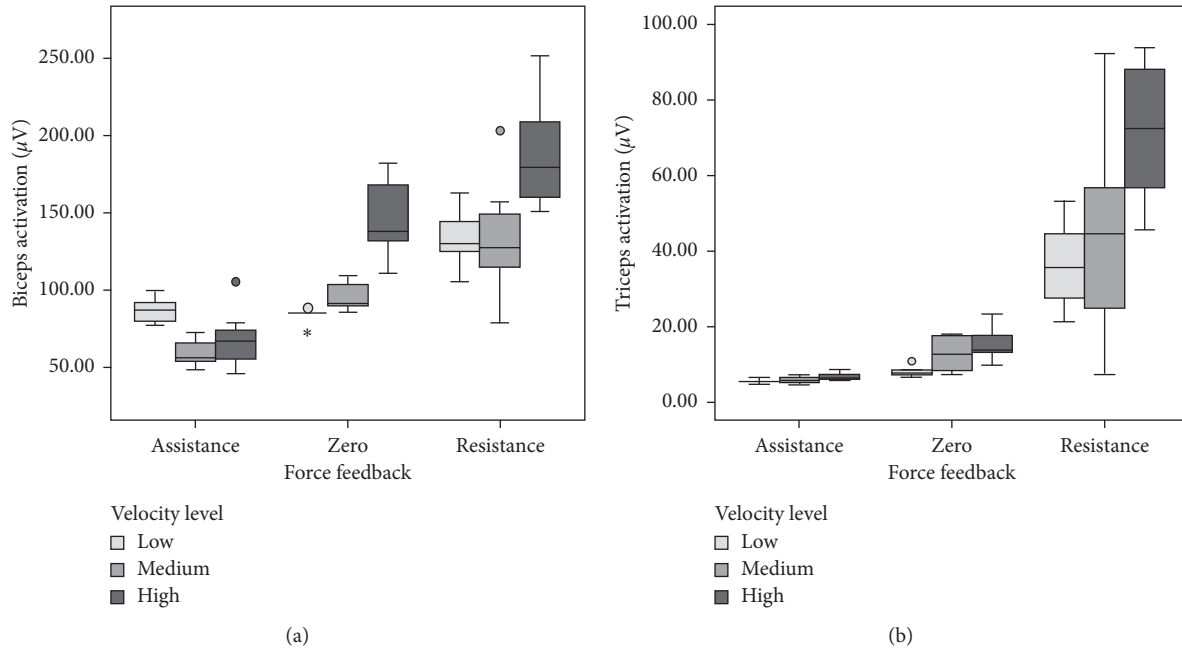 Biceps activation (μV)
250.00
200.00
150.00
100.00
50.00
*
Assistance Zero Resistance
Force feedback
Velocity level
Low
Medium
High
(a)
Triceps activation (μV)
100.00
80.00
60.00
40.00
20.00
0.00
Assistance Zero Resistance
Force feedback
Velocity level
Low
Medium
High
(b)